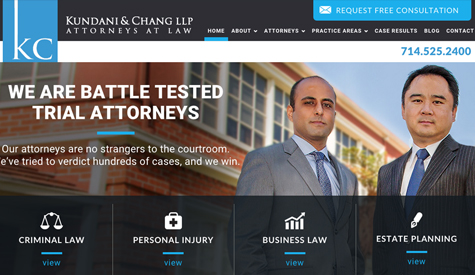 REQUEST FREE CONSULTATION
kc
KUNDANI & CHANG LLP
ATTORNEYS AT LAW
HOME ABOUT ATTORNEYS PRACTICE AREAS CASE RESULTS BLOG CONTACT
714.525.2400
WE ARE BATTLE TESTED
TRIAL ATTORNEYS
Our attorneys are no strangers to the courtroom.
We've tried to verdict hundreds of cases, and we win.
CRIMINAL LAW
view
PERSONAL INJURY
view
BUSINESS LAW
view
ESTATE PLANNING
view